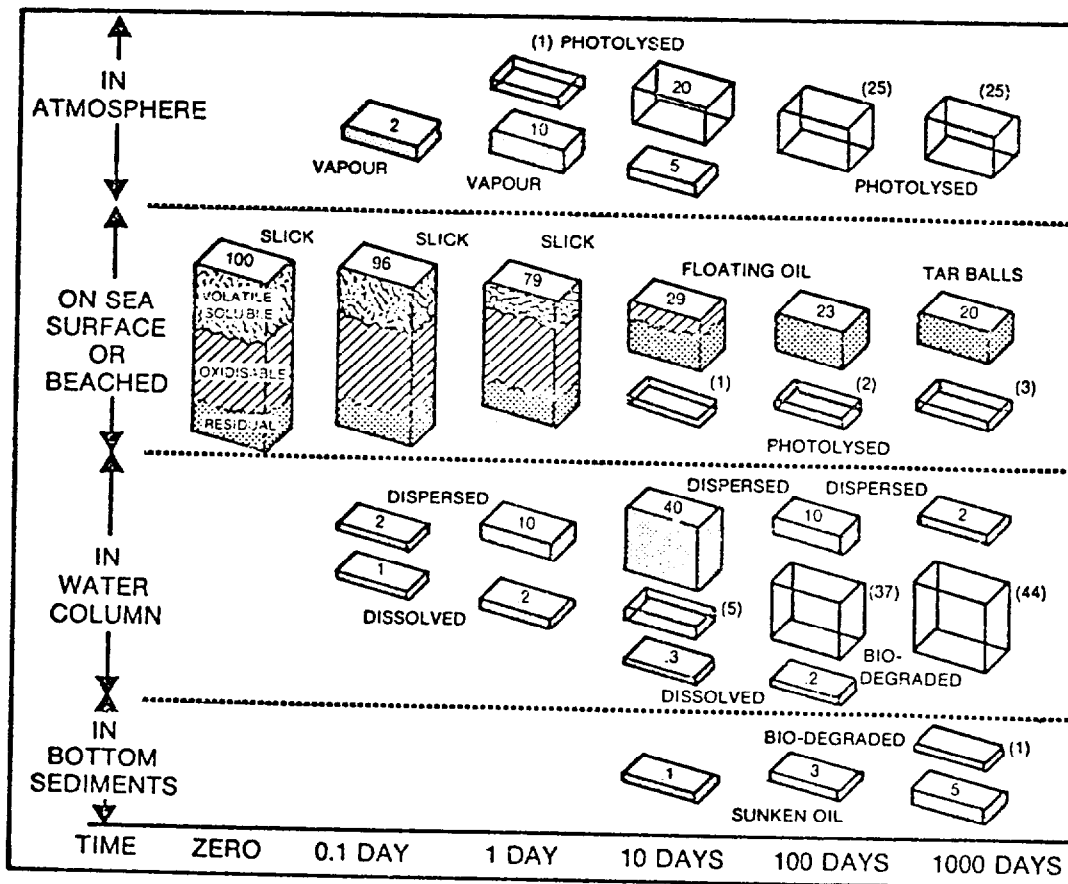 IN
ATMOSPHERE
(1) PHOTOLYSED
2
VAPOUR
10
VAPOUR
20
5
(25)
(25)
PHOTOLYSED
ON SEA
SURFACE
OR
BEACHED
SLICK
100
VOLATILE
SOLUBLE
OXIDISABLE
RESIDUAL
SLICK
96
SLICK
79
FLOATING OIL
29
(1)
23
(2)
PHOTOLYSED
TAR BALLS
20
(3)
IN
WATER
COLUMN
DISPERSED
2
10
1
2
DISSOLVED
DISPERSED
40
(5)
.3
DISSOLVED
DISPERSED
10
2
(37)
(44)
BIO-
DEGRADED
.2
IN
BOTTOM
SEDIMENTS
BIO-DEGRADED
(1)
1
3
5
SUNKEN OIL
TIME
ZERO
0.1 DAY
1 DAY
10 DAYS
100 DAYS
1000 DAYS